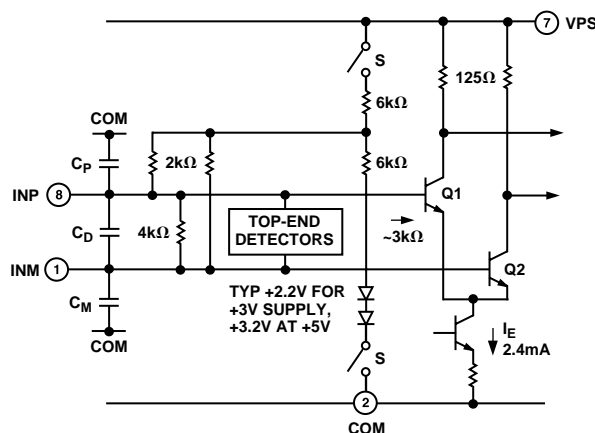 7 VPS
S
125Ω
6kΩ
COM
CP
2kΩ
6kΩ
INP 8
Q1
CD
4kΩ
TOP-END
DETECTORS
~3kΩ
INM 1
Q2
CM
TYP +2.2V FOR
+3V SUPPLY,
+3.2V AT +5V
COM
IE
2.4mA
S
2
COM